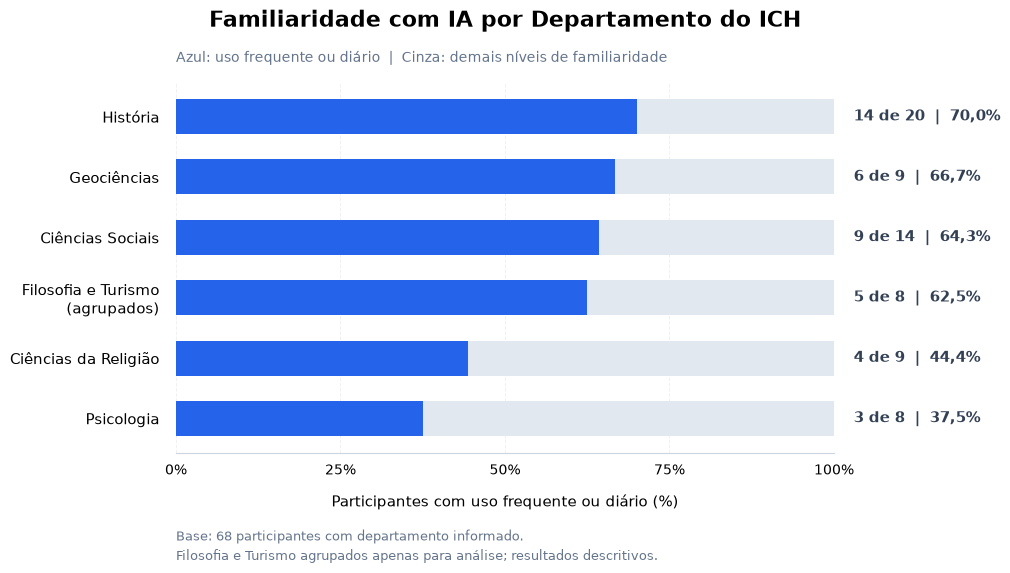 Familiaridade com IA por Departamento do ICH
Azul: uso frequente ou diário | Cinza: demais níveis de familiaridade
História
14 de 20 | 70,0%
Geociências
6 de 9 | 66,7%
Ciências Sociais
9 de 14 | 64,3%
Filosofia e Turismo
(agrupados)
5 de 8 | 62,5%
Ciências da Religião
4 de 9 | 44,4%
Psicologia
3 de 8 | 37,5%
0% 25% 50% 75% 100%
Participantes com uso frequente ou diário (%)
Base: 68 participantes com departamento informado.
Filosofia e Turismo agrupados apenas para análise; resultados descritivos.